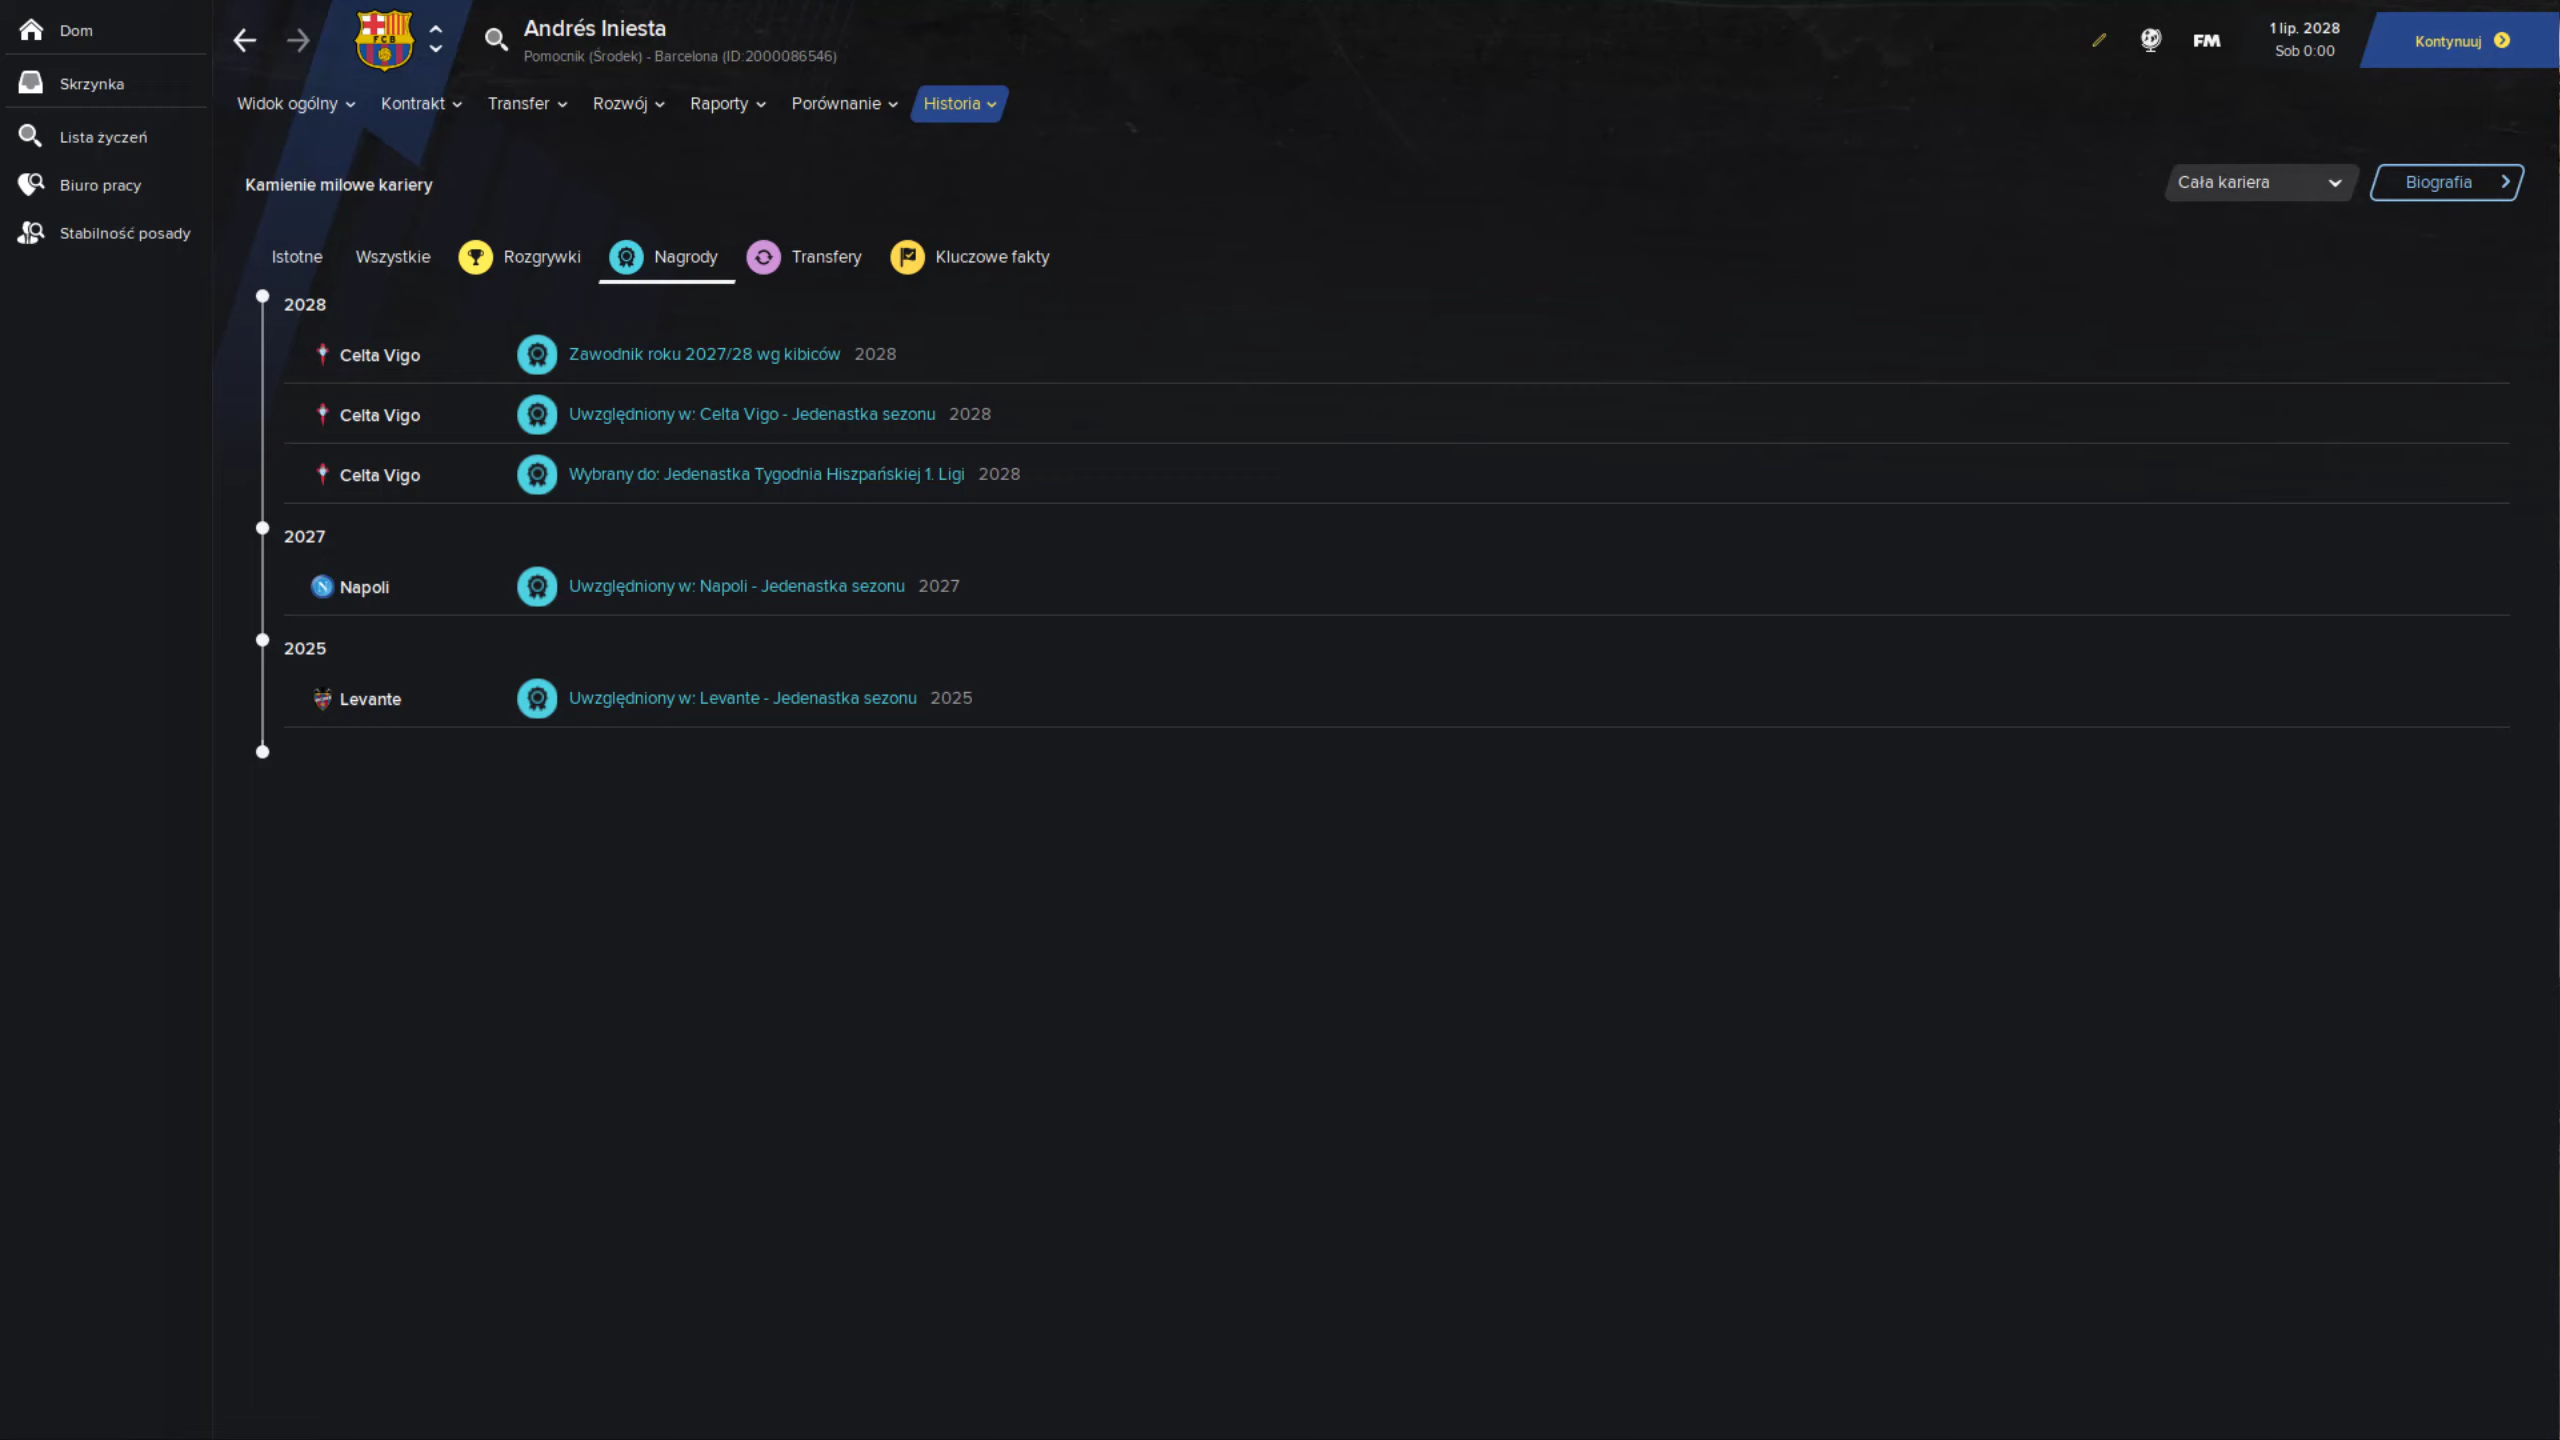 Dom
Skrzynka
Lista życzeń
Biuro pracy
Stabilność posady
FCB
Andrés Iniesta
Pomocnik (Środek) - Barcelona (ID:2000086546)
FM
1 lip. 2028
Sob 0:00
Kontynuuj
Widok ogólny
Kontrakt
Transfer
Rozwój
Raporty
Porównanie
Historia
Kamienie milowe kariery
Cała kariera
Biografia
Istotne
Wszystkie
Rozgrywki
Nagrody
Transfery
Kluczowe fakty
2028
Celta Vigo Zawodnik roku 2027/28 wg kibiców 2028
Celta Vigo Uwzględniony w: Celta Vigo - Jedenastka sezonu 2028
Celta Vigo Wybrany do: Jedenastka Tygodnia Hiszpańskiej 1. Ligi 2028
2027
N Napoli Uwzględniony w: Napoli - Jedenastka sezonu 2027
2025
Levante Uwzględniony w: Levante - Jedenastka sezonu 2025